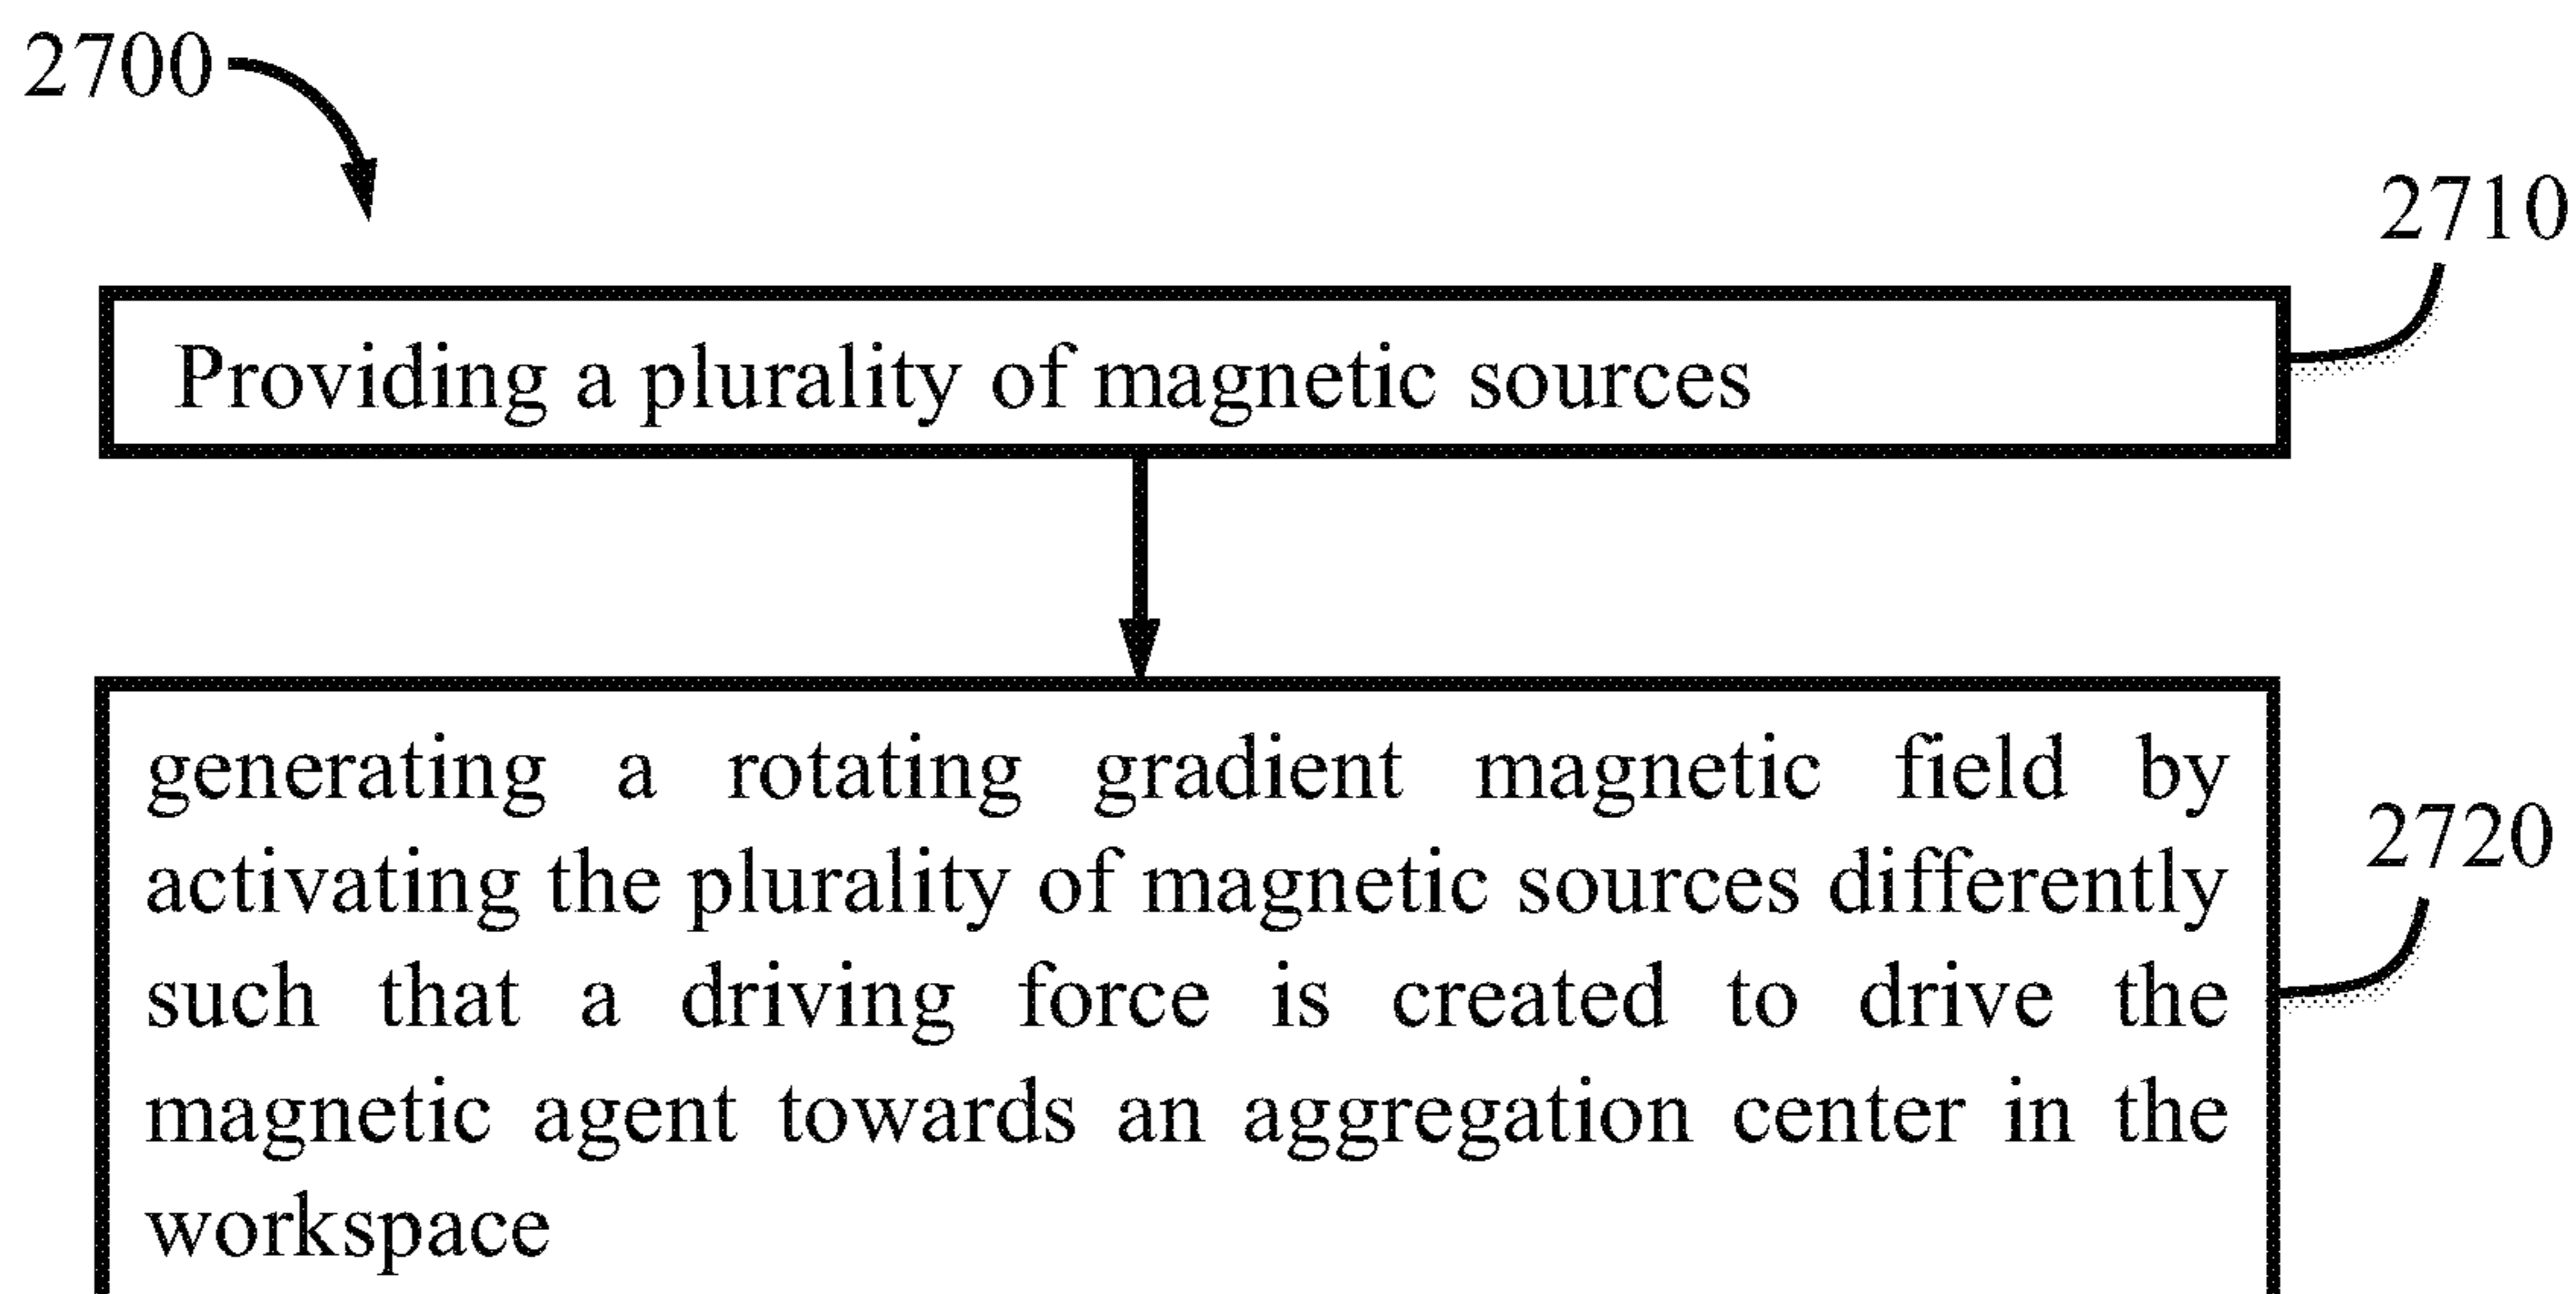 2700
2710
Providing a plurality of magnetic sources
generating a rotating gradient magnetic field by
activating the plurality of magnetic sources differently
2720
such that a driving force is created to drive the
magnetic agent towards an aggregation center in the
workspace